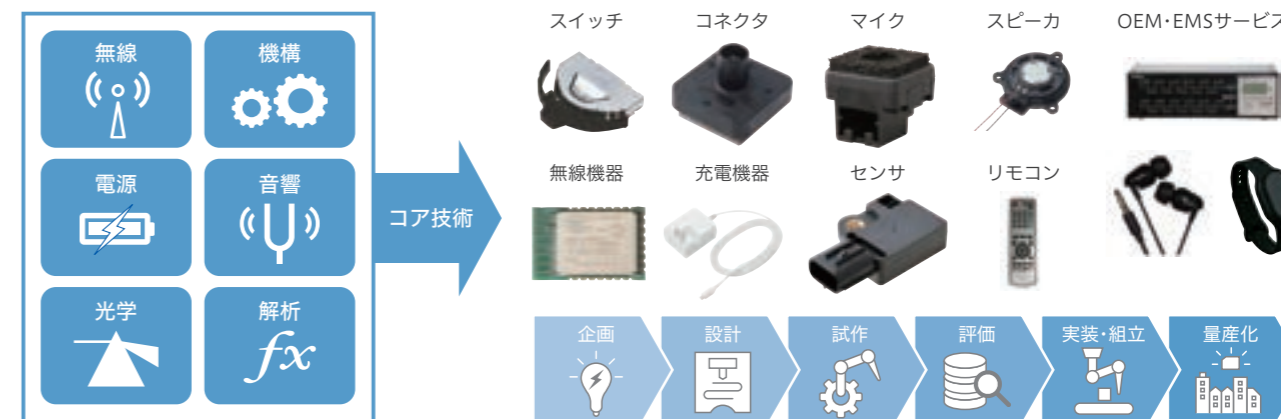 無線
機構
電源
音響
光学
解析
fx
コア技術
スイッチ
コネクタ
マイク
スピーカ
OEM・EMSサービス
無線機器
充電機器
センサ
リモコン
企画
設計
試作
評価
実装・組立
量産化